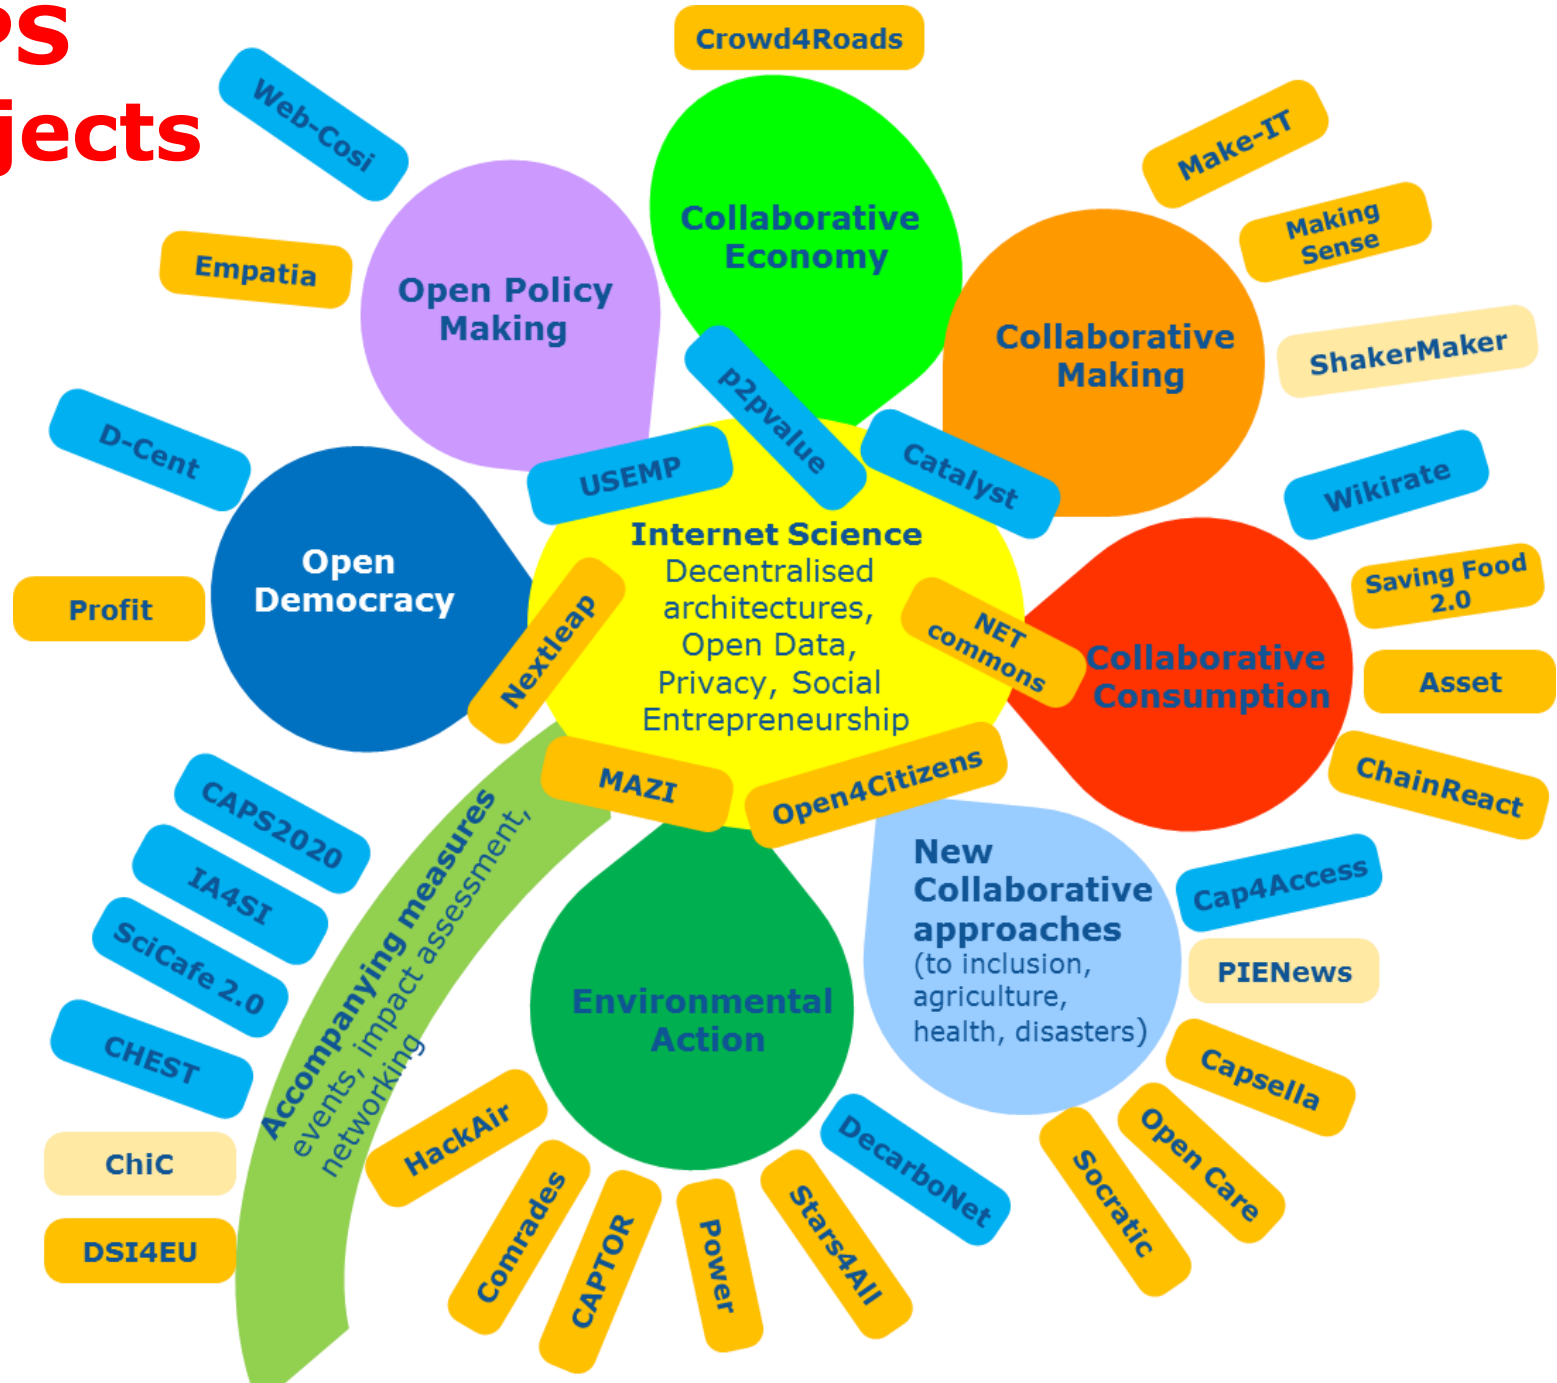 PS
jects
Crowd4Roads
Web-Cosi
Make-IT
Making
Sense
Empatia
Collaborative
Economy
Open Policy
Making
Collaborative
Making
ShakerMaker
p2pvalue
D-Cent
USEMP
Catalyst
Wikirate
Internet Science
Decentralised
architectures,
Open Data,
Privacy, Social
Entrepreneurship
Open
Democracy
Profit
Nextleap
NET
commons
Saving Food
2.0
Collaborative
Consumption
Asset
ChainReact
MAZI
Open4Citizens
CAPS2020
IA4SI
SciCafe 2.0
CHEST
ChiC
DSI4EU
Accompanying measures
events, impact assessment,
networking
New
Collaborative
approaches
(to inclusion,
agriculture,
health, disasters)
Cap4Access
PIENews
Capsella
Open Care
Socratic
Environmental
Action
HackAir
Comrades
CAPTOR
Power
Stars4All
DecarboNet